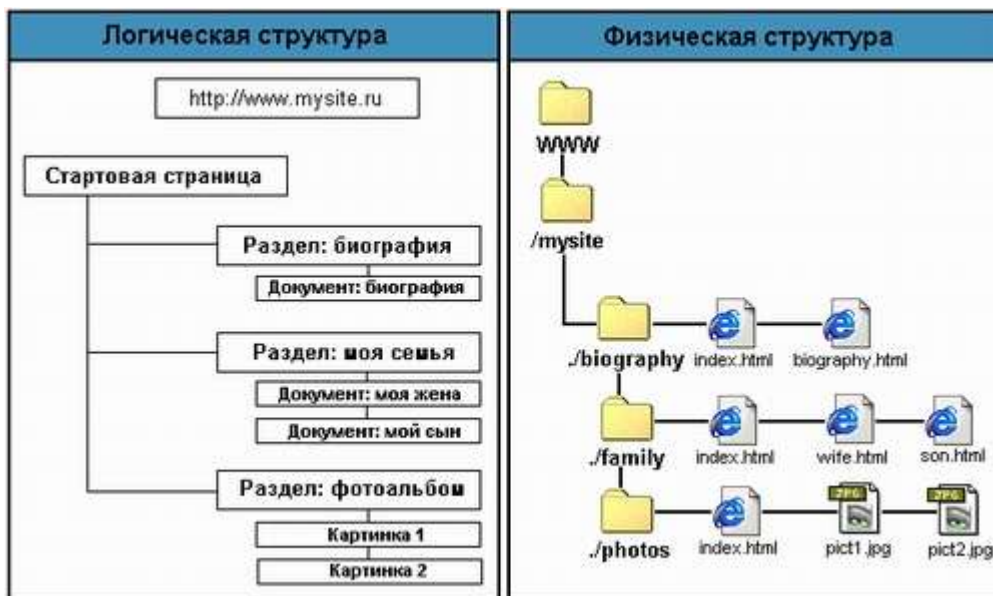 Логическая структура
http://www.mysite.ru
Стартовая страница
Раздел: биография
Документ: биография
Раздел: моя семья
Документ: моя жена
Документ: мой сын
Раздел: фотоальбом
Картинка 1
Картинка 2
Физическая структура
WWW
/mysite
./biography
index.html
biography.html
./family
index.html
wife.html
son.html
./photos
index.html
JPG
pict1.jpg
JPG
pict2.jpg